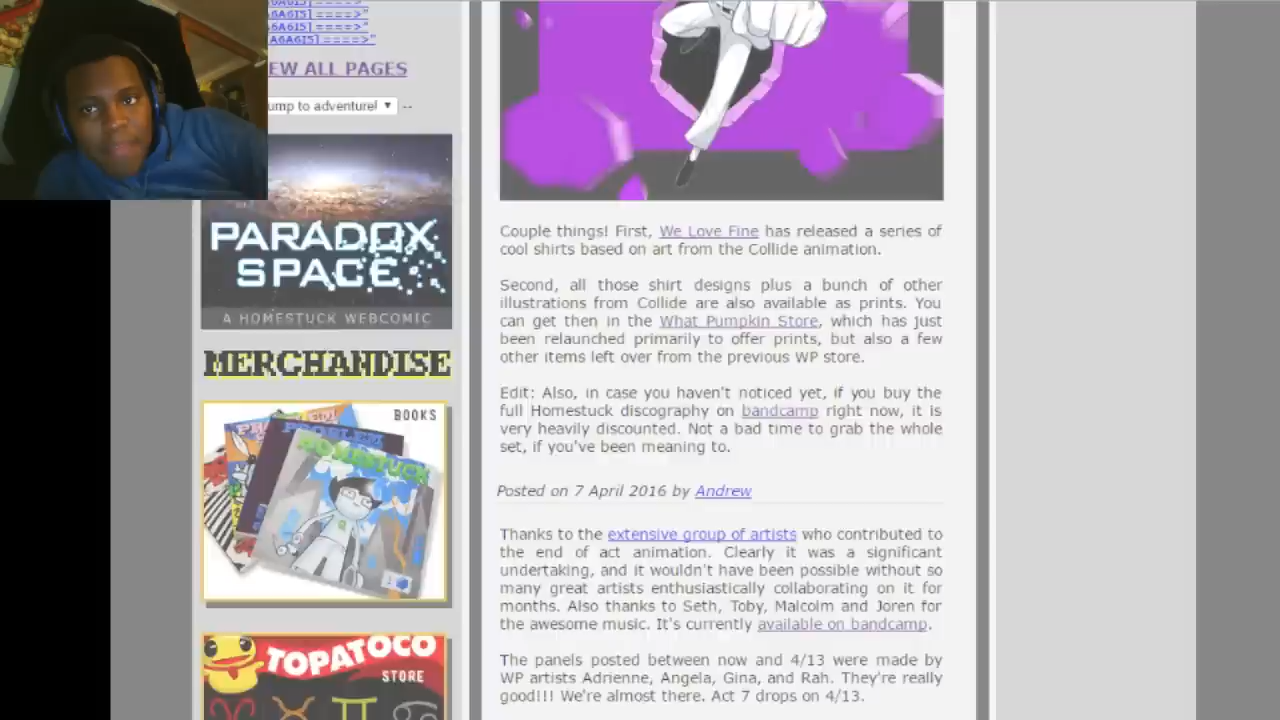 A6A6I5] ====>"
A6A6I5] ====>"
A6A6I5] ====>"
EW ALL PAGES
ump to adventure! --
PARADOX
SPACE
A HOMESTUCK WEBCOMIC
MERCHANDISE
BOOKS
HOMESTUCK
TOPATOCO
STORE
Couple things! First, We Love Fine has released a series of
cool shirts based on art from the Collide animation.
Second, all those shirt designs plus a bunch of other
illustrations from Collide are also available as prints. You
can get then in the What Pumpkin Store, which has just
been relaunched primarily to offer prints, but also a few
other items left over from the previous WP store.
Edit: Also, in case you haven't noticed yet, if you buy the
full Homestuck discography on bandcamp right now, it is
very heavily discounted. Not a bad time to grab the whole
set, if you've been meaning to.
Posted on 7 April 2016 by Andrew
Thanks to the extensive group of artists who contributed to
the end of act animation. Clearly it was a significant
undertaking, and it wouldn't have been possible without so
many great artists enthusiastically collaborating on it for
months. Also thanks to Seth, Toby, Malcolm and Joren for
the awesome music. It's currently available on bandcamp.
The panels posted between now and 4/13 were made by
WP artists Adrienne, Angela, Gina, and Rah. They're really
good!!! We're almost there. Act 7 drops on 4/13.